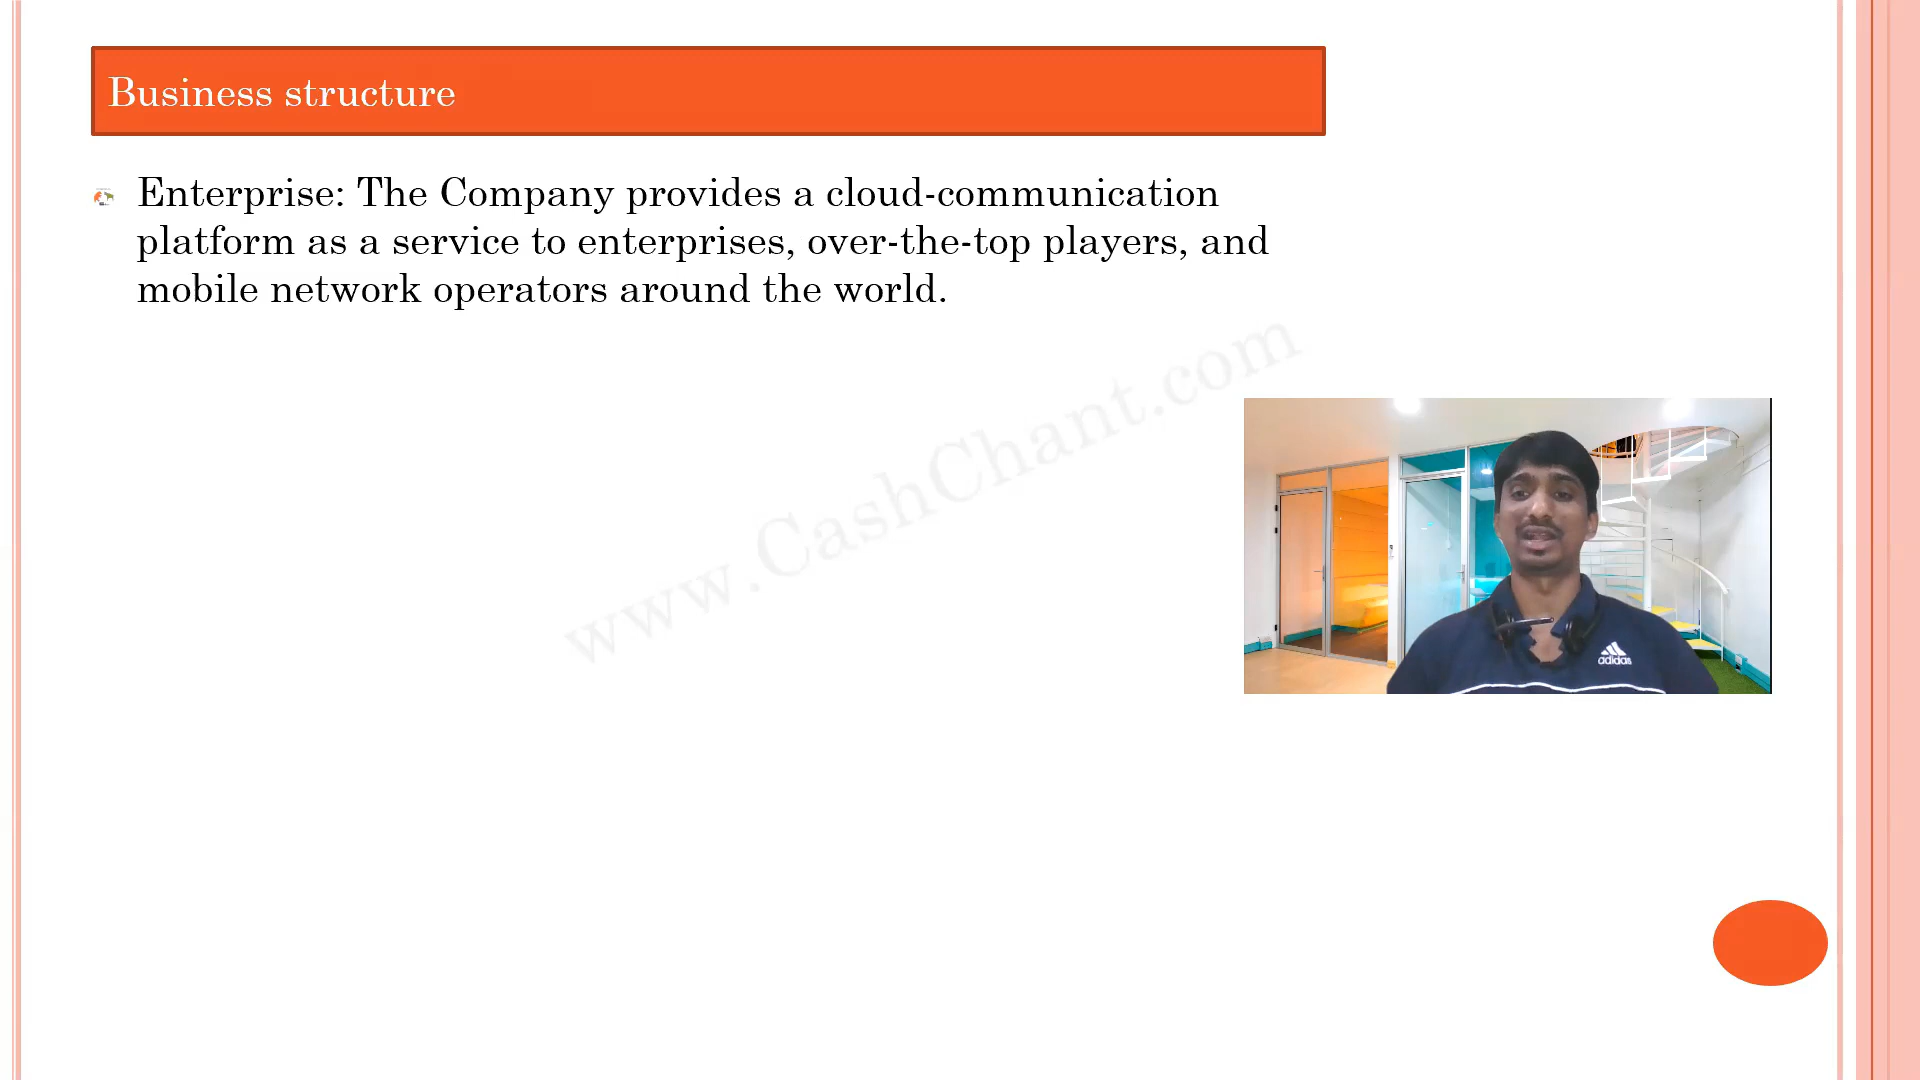 Business structure
Enterprise: The Company provides a cloud-communication
platform as a service to enterprises, over-the-top players, and
mobile network operators around the world.
www.CashChant.com
adidas